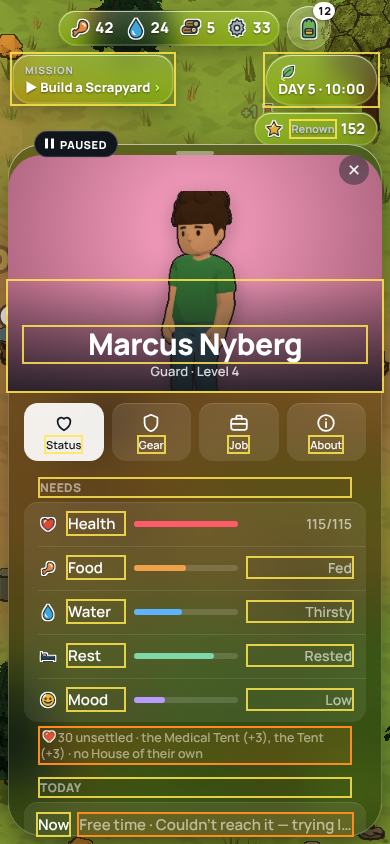 42 24 5 33 12
MISSION
▶ Build a Scrapyard ›
DAY 5 · 10:00
Renown 152
PAUSED
Marcus Nyberg
Guard · Level 4
Status Gear Job About
NEEDS
Health 115/115
Food Fed
Water Thirsty
Rest Rested
Mood Low
30 unsettled · the Medical Tent (+3), the Tent
(+3) · no House of their own
TODAY
Now Free time · Couldn't reach it — trying l...